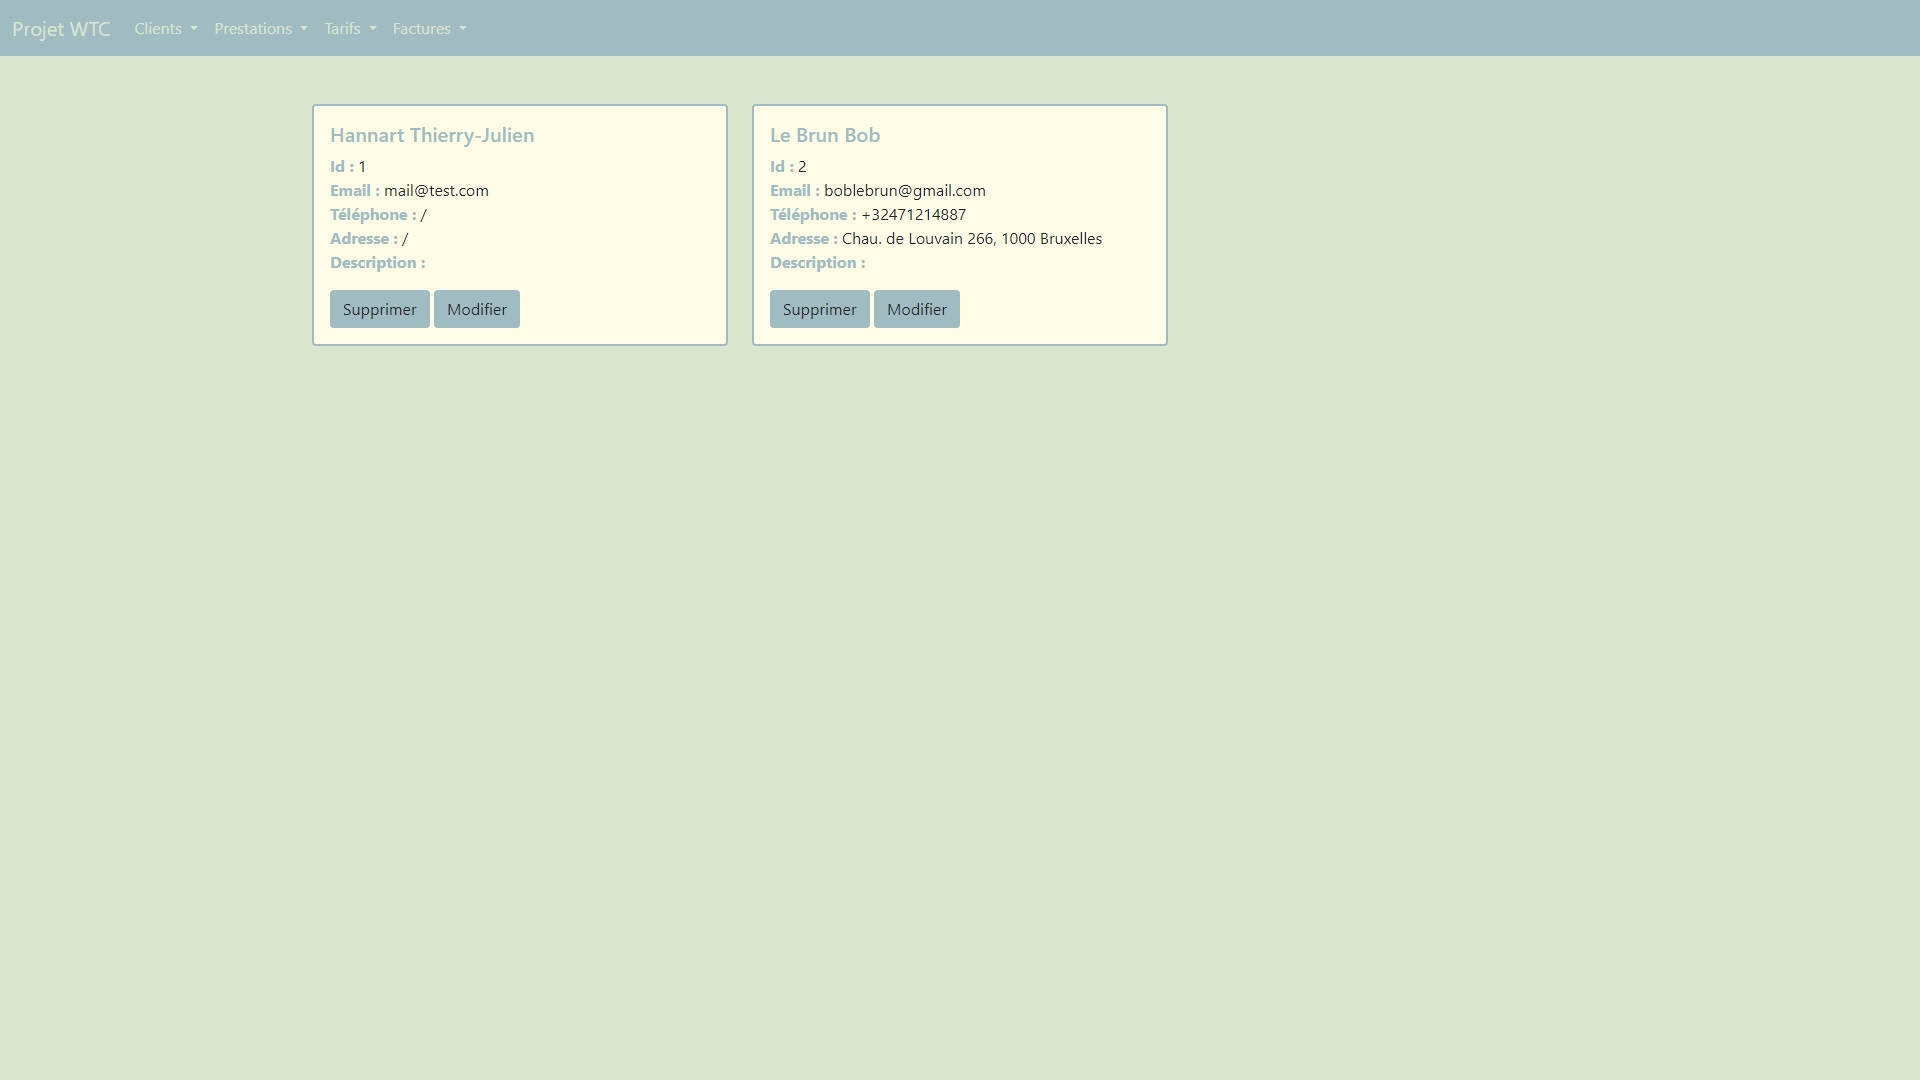 Projet WTC Clients Prestations Tarifs Factures
Hannart Thierry-Julien
Id : 1
Email : mail@test.com
Téléphone : /
Adresse : /
Description :
Supprimer Modifier
Le Brun Bob
Id : 2
Email : boblebrun@gmail.com
Téléphone : +32471214887
Adresse : Chau. de Louvain 266, 1000 Bruxelles
Description :
Supprimer Modifier